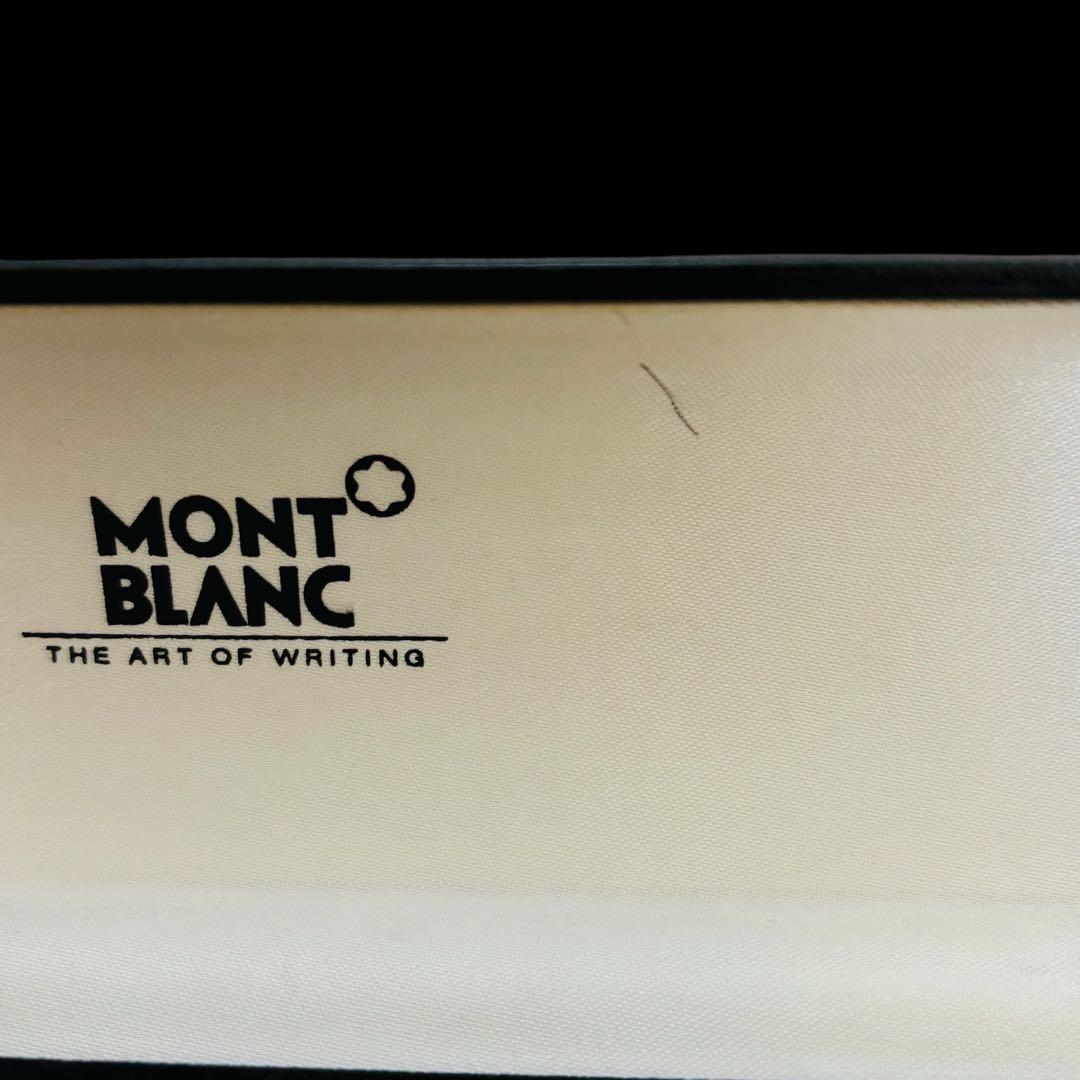 MONT
BLANC
THE ART OF WRITING